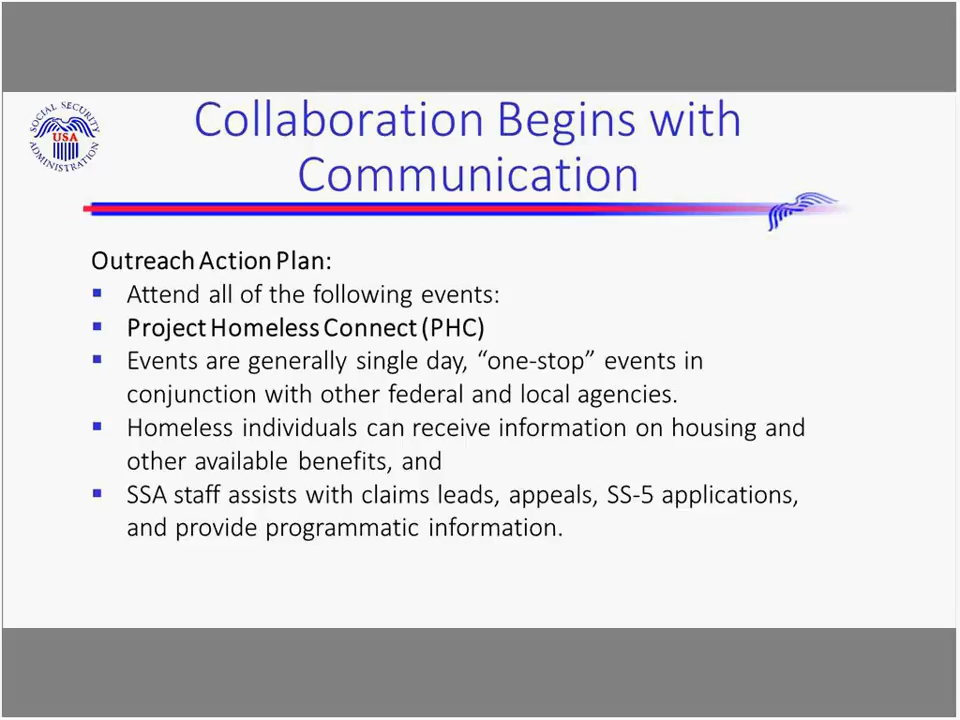 Collaboration Begins with
Communication
SOCIAL SECURITY
USA
ADMINISTRATION
Outreach Action Plan:
▪ Attend all of the following events:
▪ Project Homeless Connect (PHC)
▪ Events are generally single day, “one-stop” events in
conjunction with other federal and local agencies.
▪ Homeless individuals can receive information on housing and
other available benefits, and
▪ SSA staff assists with claims leads, appeals, SS-5 applications,
and provide programmatic information.